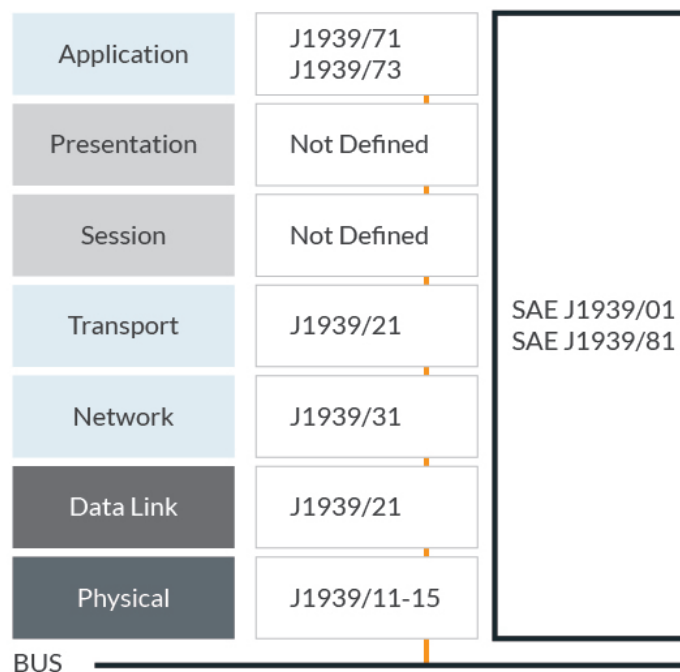 Application
J1939/71
J1939/73
Presentation
Not Defined
Session
Not Defined
Transport
J1939/21
Network
J1939/31
Data Link
J1939/21
Physical
J1939/11-15
SAE J1939/01
SAE J1939/81
BUS